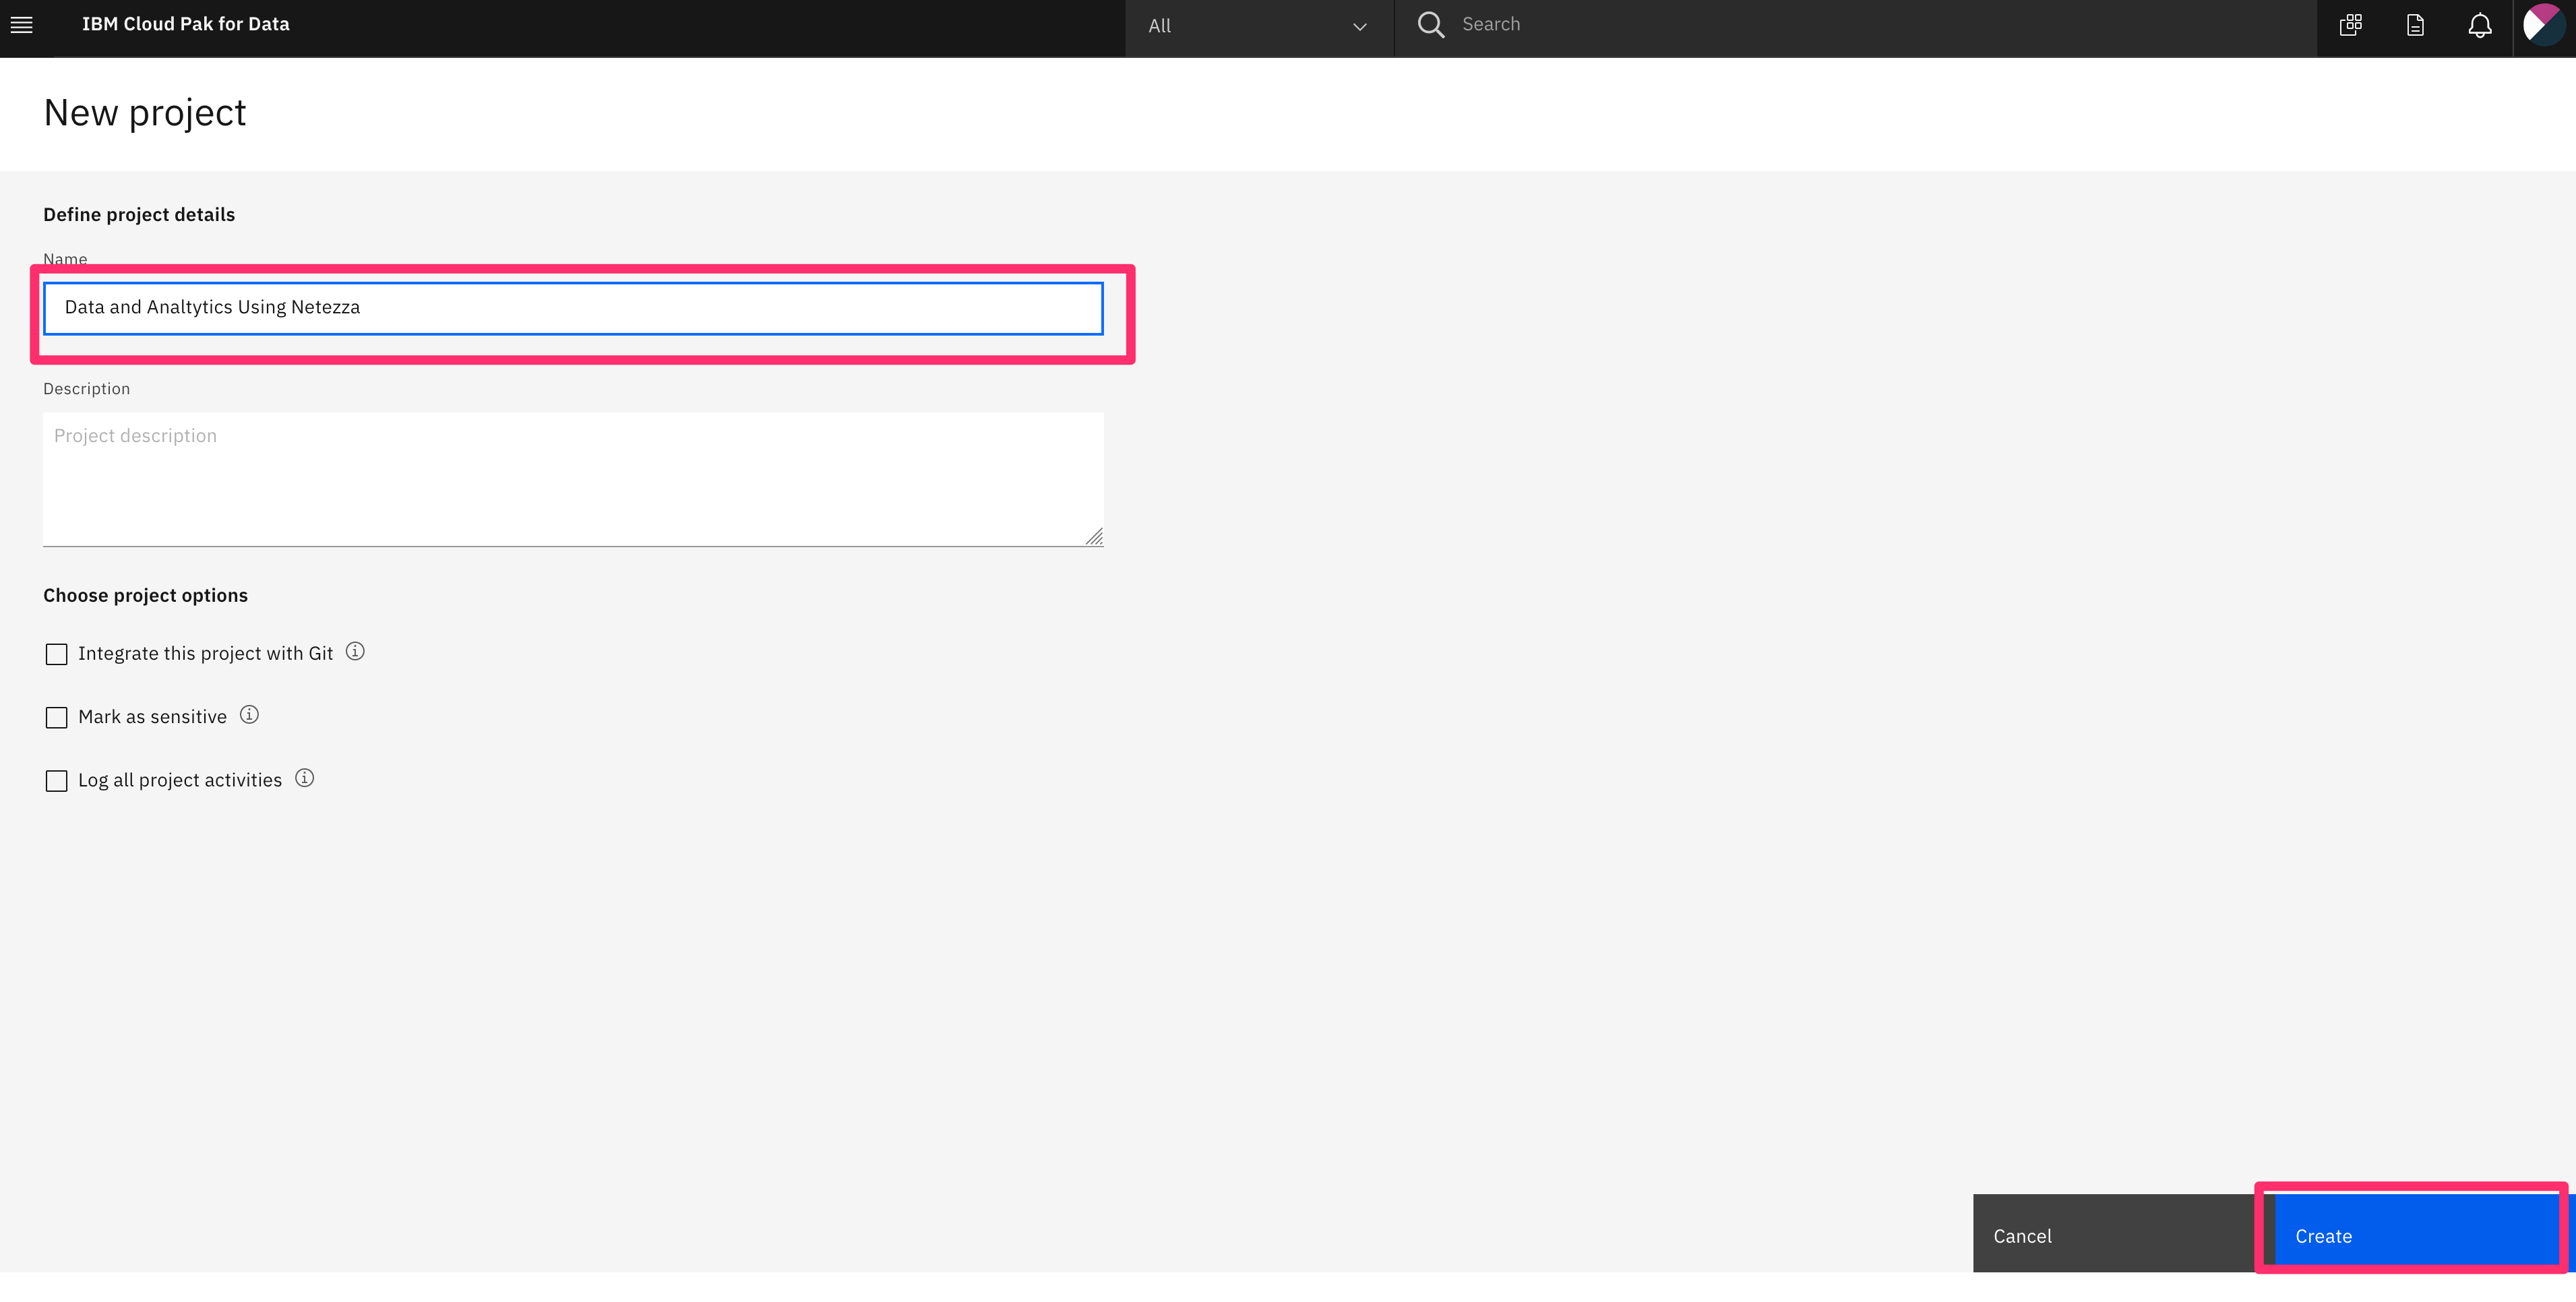 IBM Cloud Pak for Data
All
Search
New project
Define project details
Name
Data and Analtytics Using Netezza
Description
Project description
Choose project options
Integrate this project with Git
Mark as sensitive
Log all project activities
Cancel
Create